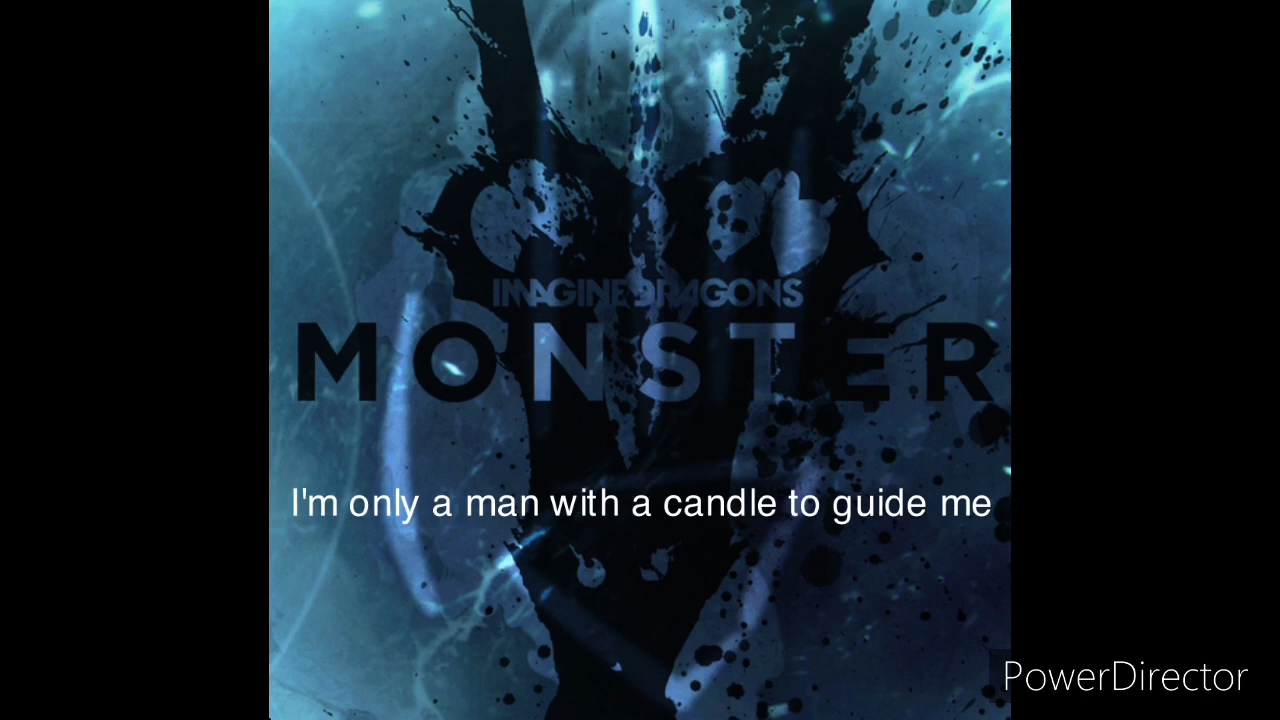 IMAGINE DRAGONS
MONSTER
I'm only a man with a candle to guide me
PowerDirector